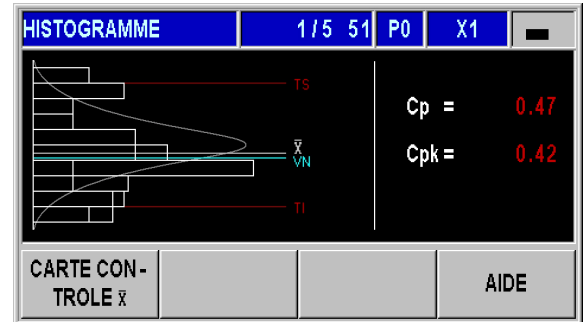 HISTOGRAMME 1/5 51 P0 X1
TS
Cp = 0.47
X̄
VN
Cpk = 0.42
TI
CARTE CON-
TROLE X̄
AIDE